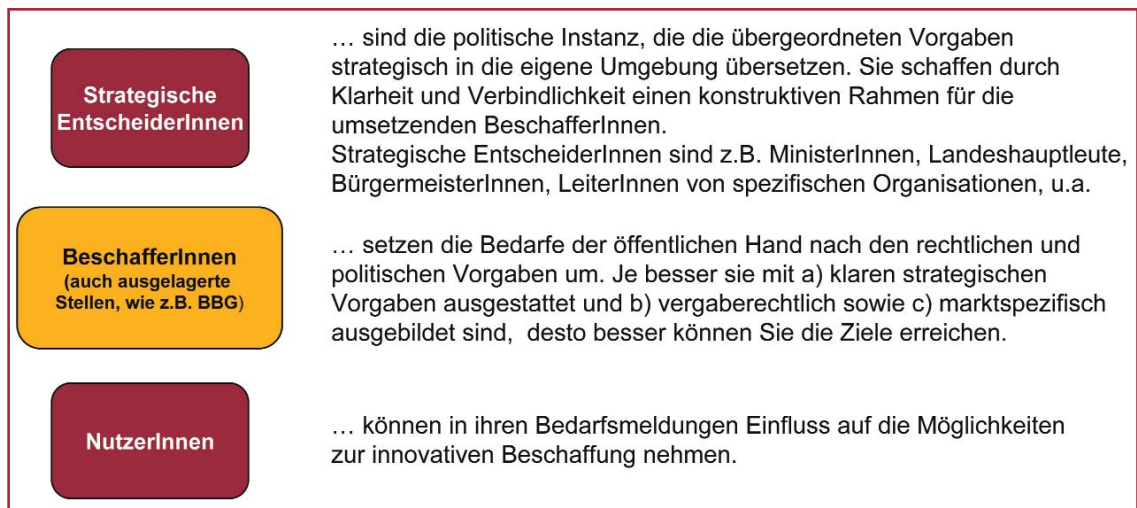 Strategische
EntscheiderInnen
… sind die politische Instanz, die die übergeordneten Vorgaben
strategisch in die eigene Umgebung übersetzen. Sie schaffen durch
Klarheit und Verbindlichkeit einen konstruktiven Rahmen für die
umsetzenden BeschafferInnen.
Strategische EntscheiderInnen sind z.B. MinisterInnen, Landeshauptleute,
BürgermeisterInnen, LeiterInnen von spezifischen Organisationen, u.a.
BeschafferInnen
(auch ausgelagerte
Stellen, wie z.B. BBG)
… setzen die Bedarfe der öffentlichen Hand nach den rechtlichen und
politischen Vorgaben um. Je besser sie mit a) klaren strategischen
Vorgaben ausgestattet und b) vergaberechtlich sowie c) marktspezifisch
ausgebildet sind, desto besser können Sie die Ziele erreichen.
NutzerInnen
… können in ihren Bedarfsmeldungen Einfluss auf die Möglichkeiten
zur innovativen Beschaffung nehmen.